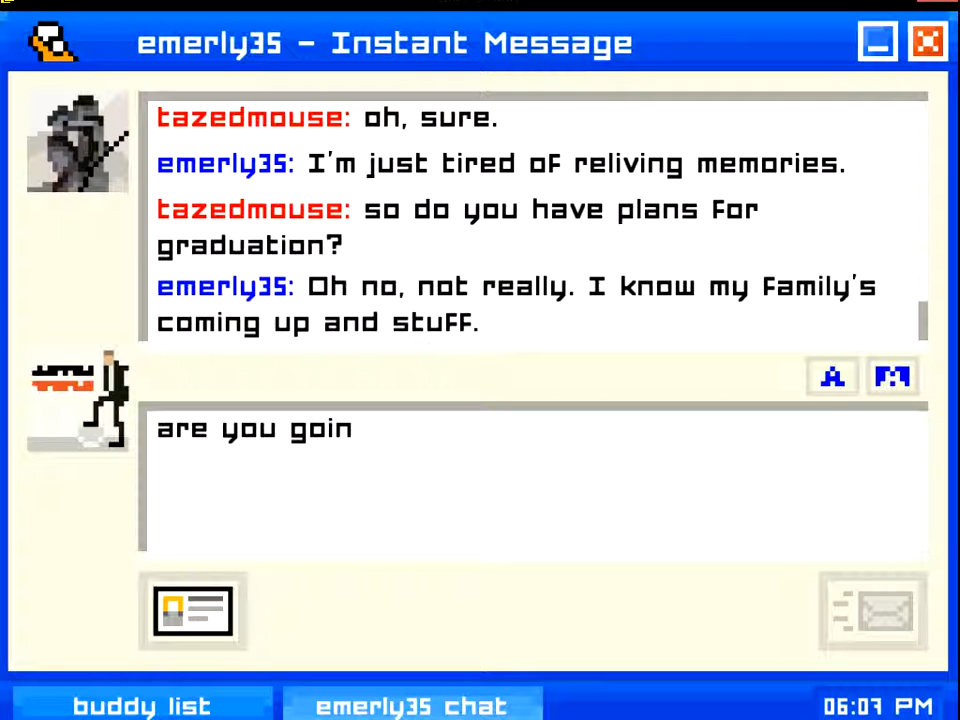 emerly35 - Instant Message
tazedmouse: oh, sure.
emerly35: I'm just tired of reliving memories.
tazedmouse: so do you have plans for
graduation?
emerly35: Oh no, not really. I know my family's
coming up and stuff.
A
are you goin
buddy list
emerly35 chat
06:07 PM